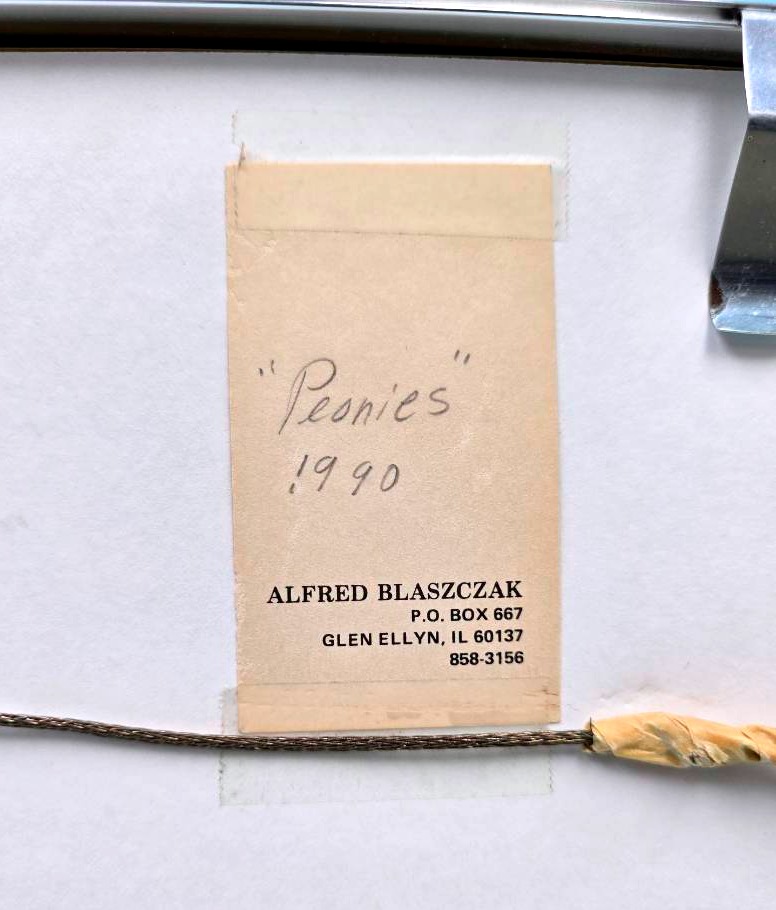 "Peonies"
1990
ALFRED BLASZCZAK
P.O. BOX 667
GLEN ELLYN, IL 60137
858-3156